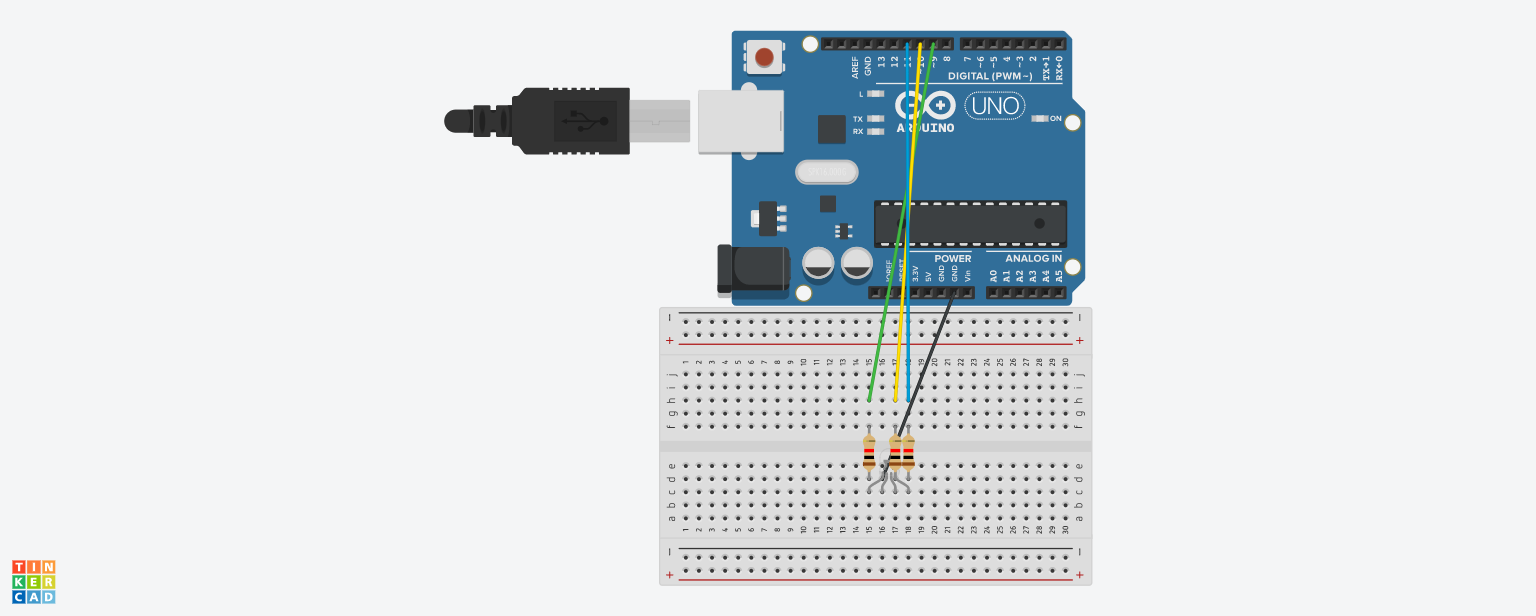 AREF
GND
13
12
~9
8
7
~6
~5
4
~3
2
TX→1
RX←0
DIGITAL (PWM~)
L
TX
RX
ARDUINO
UNO
ON
POWER
ANALOG IN
3.3V
5V
GND
GND
Vin
A0
A1
A2
A3
A4
A5
1 2 3 4 5 6 7 8 9 10 11 12 13 14 15 16 17 18 19 20 21 22 23 24 25 26 27 28 29 30
j j
i i
h h
g g
f f
e e
d d
c c
b b
a a
1 2 3 4 5 6 7 8 9 10 11 12 13 14 15 16 17 18 19 20 21 22 23 24 25 26 27 28 29 30
TIN
KER
CAD